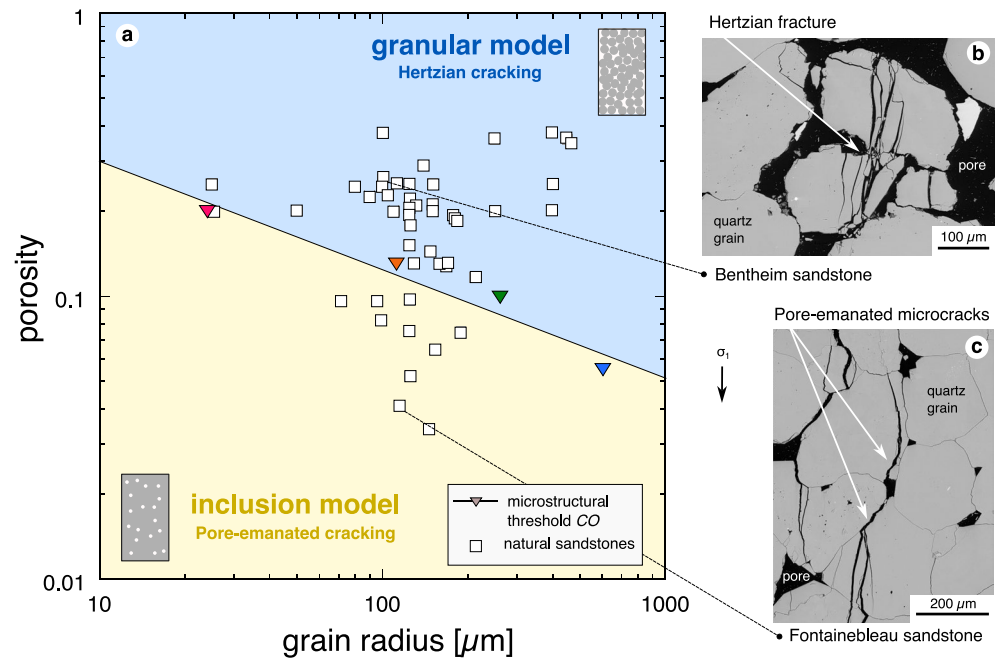 a
granular model
Hertzian cracking
inclusion model
Pore-emanated cracking
microstructural
threshold CO
natural sandstones
1
0.1
0.01
porosity
10
100
1000
grain radius [µm]
Hertzian fracture
b
pore
quartz
grain
100 µm
Bentheim sandstone
Pore-emanated microcracks
c
σ1
quartz
grain
pore
200 µm
Fontainebleau sandstone